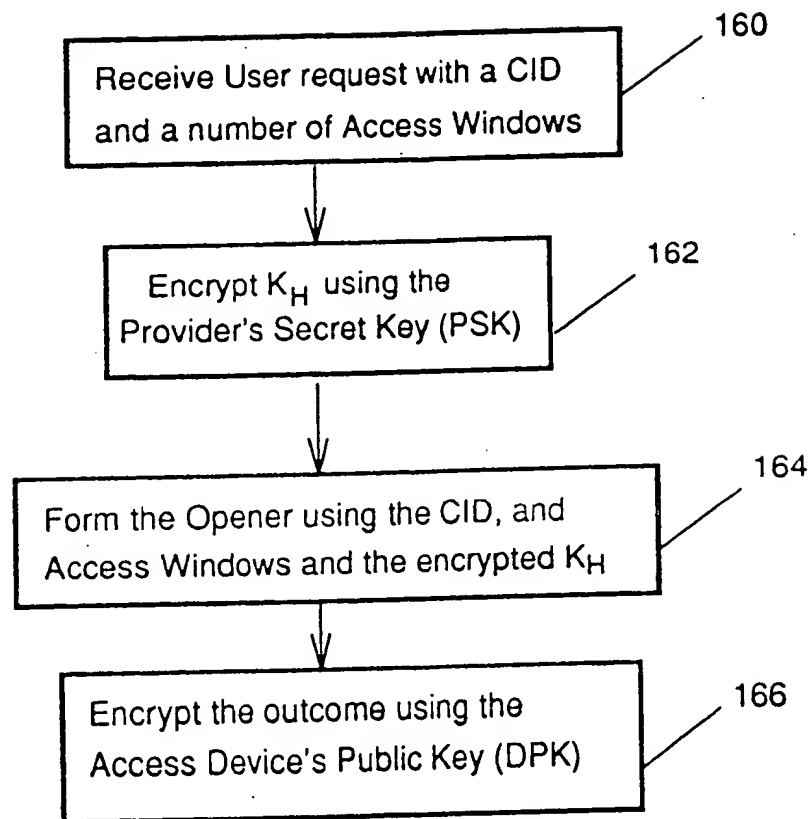 160
Receive User request with a CID
and a number of Access Windows
162
Encrypt K_H using the
Provider's Secret Key (PSK)
164
Form the Opener using the CID, and
Access Windows and the encrypted K_H
166
Encrypt the outcome using the
Access Device's Public Key (DPK)